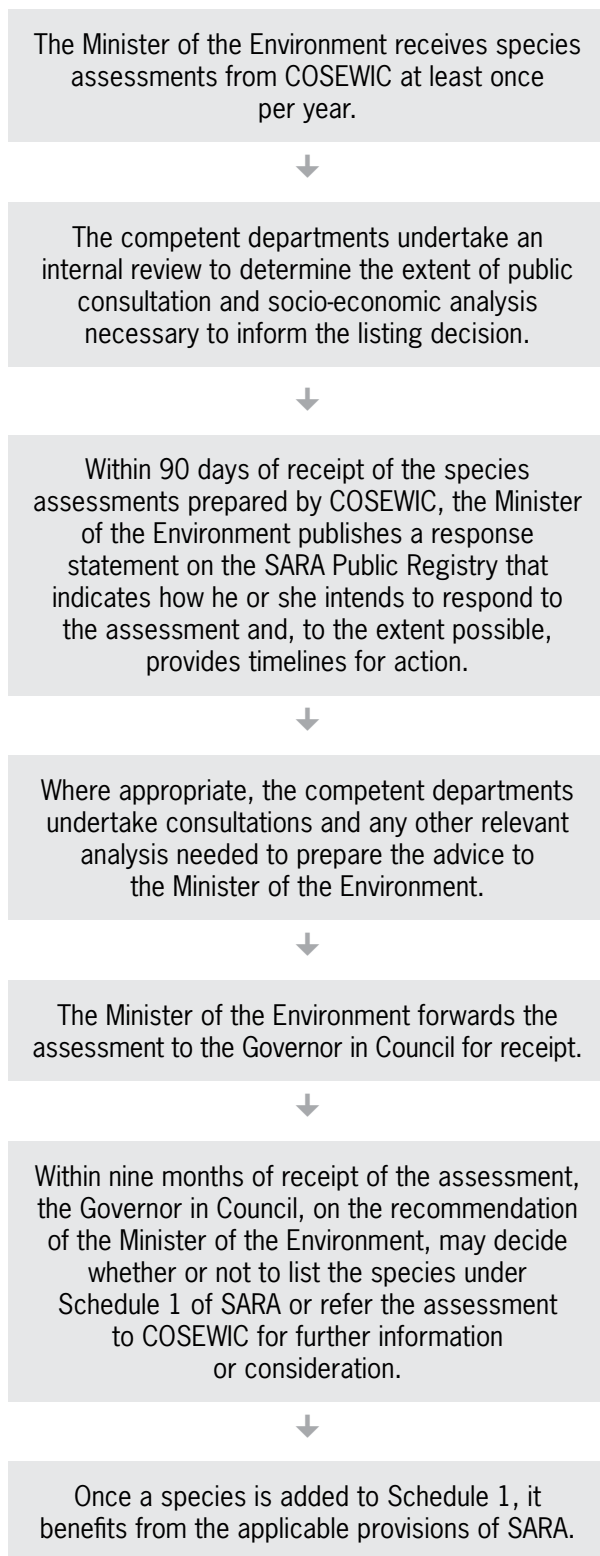 The Minister of the Environment receives species
assessments from COSEWIC at least once
per year.
The competent departments undertake an
internal review to determine the extent of public
consultation and socio-economic analysis
necessary to inform the listing decision.
Within 90 days of receipt of the species
assessments prepared by COSEWIC, the Minister
of the Environment publishes a response
statement on the SARA Public Registry that
indicates how he or she intends to respond to
the assessment and, to the extent possible,
provides timelines for action.
Where appropriate, the competent departments
undertake consultations and any other relevant
analysis needed to prepare the advice to
the Minister of the Environment.
The Minister of the Environment forwards the
assessment to the Governor in Council for receipt.
Within nine months of receipt of the assessment,
the Governor in Council, on the recommendation
of the Minister of the Environment, may decide
whether or not to list the species under
Schedule 1 of SARA or refer the assessment
to COSEWIC for further information
or consideration.
Once a species is added to Schedule 1, it
benefits from the applicable provisions of SARA.